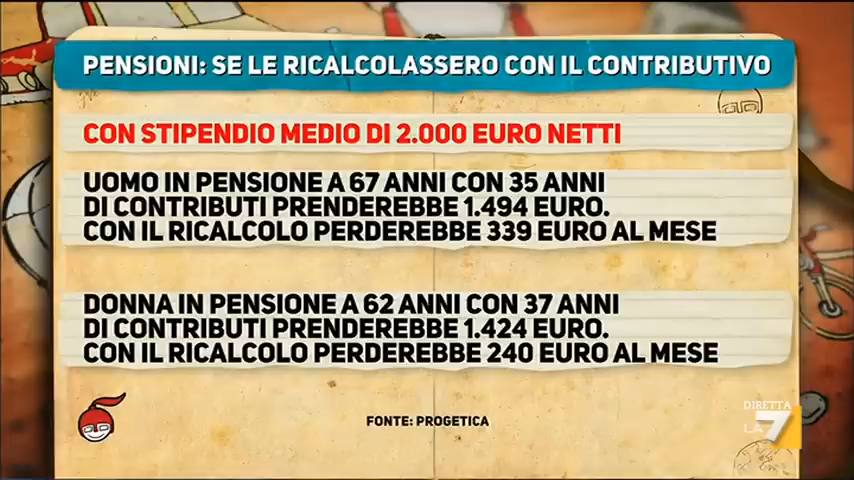 PENSIONI: SE LE RICALCOLASSERO CON IL CONTRIBUTIVO
CON STIPENDIO MEDIO DI 2.000 EURO NETTI
UOMO IN PENSIONE A 67 ANNI CON 35 ANNI
DI CONTRIBUTI PRENDEREBBE 1.494 EURO.
CON IL RICALCOLO PERDEREBBE 339 EURO AL MESE
DONNA IN PENSIONE A 62 ANNI CON 37 ANNI
DI CONTRIBUTI PRENDEREBBE 1.424 EURO.
CON IL RICALCOLO PERDEREBBE 240 EURO AL MESE
FONTE: PROGETICA
DIRETTA
LA7